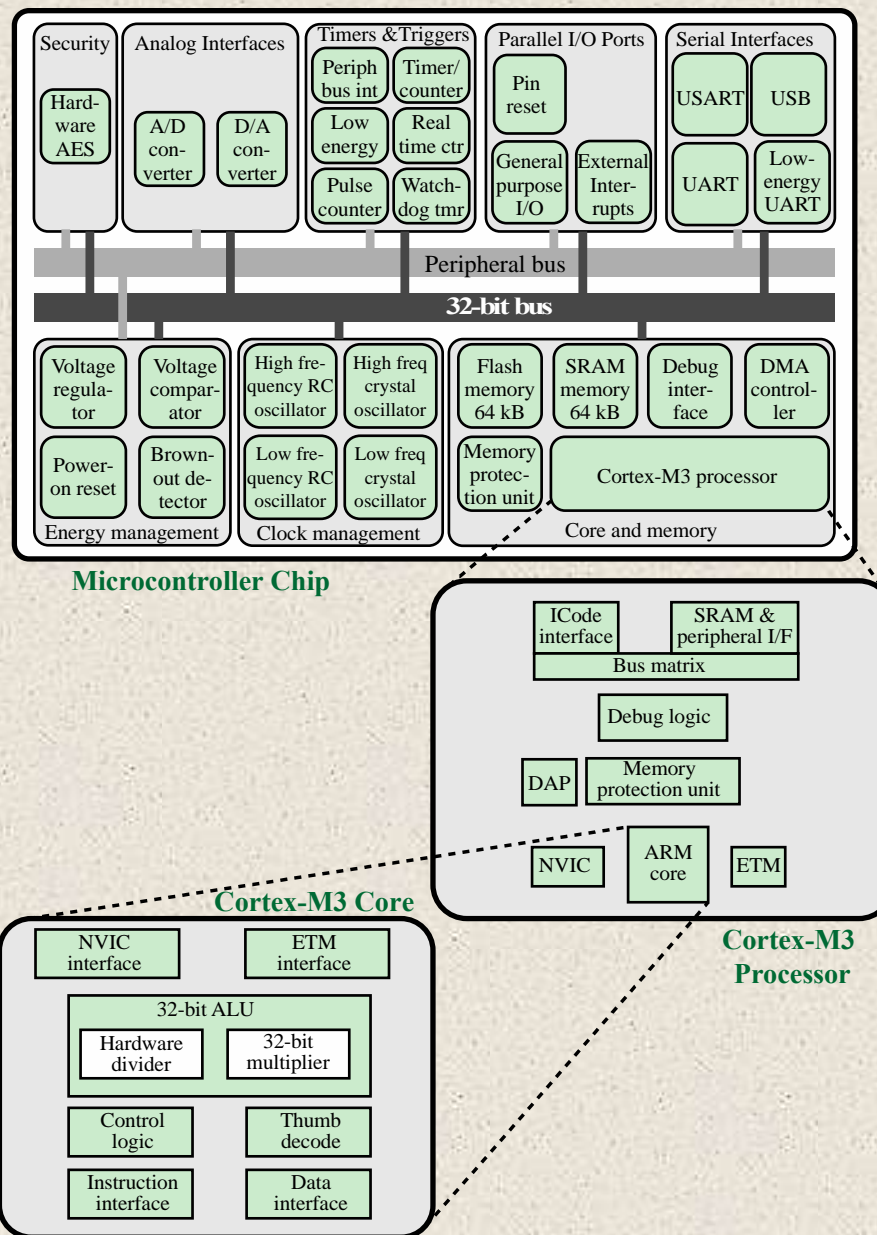 Security
Hard-
ware
AES
Analog Interfaces
A/D
con-
verter
D/A
con-
verter
Timers &Triggers
Periph
bus int
Timer/
counter
Low
energy
Real
time ctr
Pulse
counter
Watch-
dog tmr
Parallel I/O Ports
Pin
reset
General
purpose
I/O
External
Inter-
rupts
Serial Interfaces
USART
USB
UART
Low-
energy
UART
Peripheral bus
32-bit bus
Voltage
regula-
tor
Voltage
compar-
ator
Power-
on reset
Brown-
out de-
tector
Energy management
High fre-
quency RC
oscillator
High freq
crystal
oscillator
Low fre-
quency RC
oscillator
Low freq
crystal
oscillator
Clock management
Flash
memory
64 kB
SRAM
memory
64 kB
Debug
inter-
face
DMA
control-
ler
Memory
protec-
tion unit
Cortex-M3 processor
Core and memory
Microcontroller Chip
ICode
interface
SRAM &
peripheral I/F
Bus matrix
Debug logic
DAP
Memory
protection unit
NVIC
ARM
core
ETM
Cortex-M3
Processor
Cortex-M3 Core
NVIC
interface
ETM
interface
32-bit ALU
Hardware
divider
32-bit
multiplier
Control
logic
Thumb
decode
Instruction
interface
Data
interface